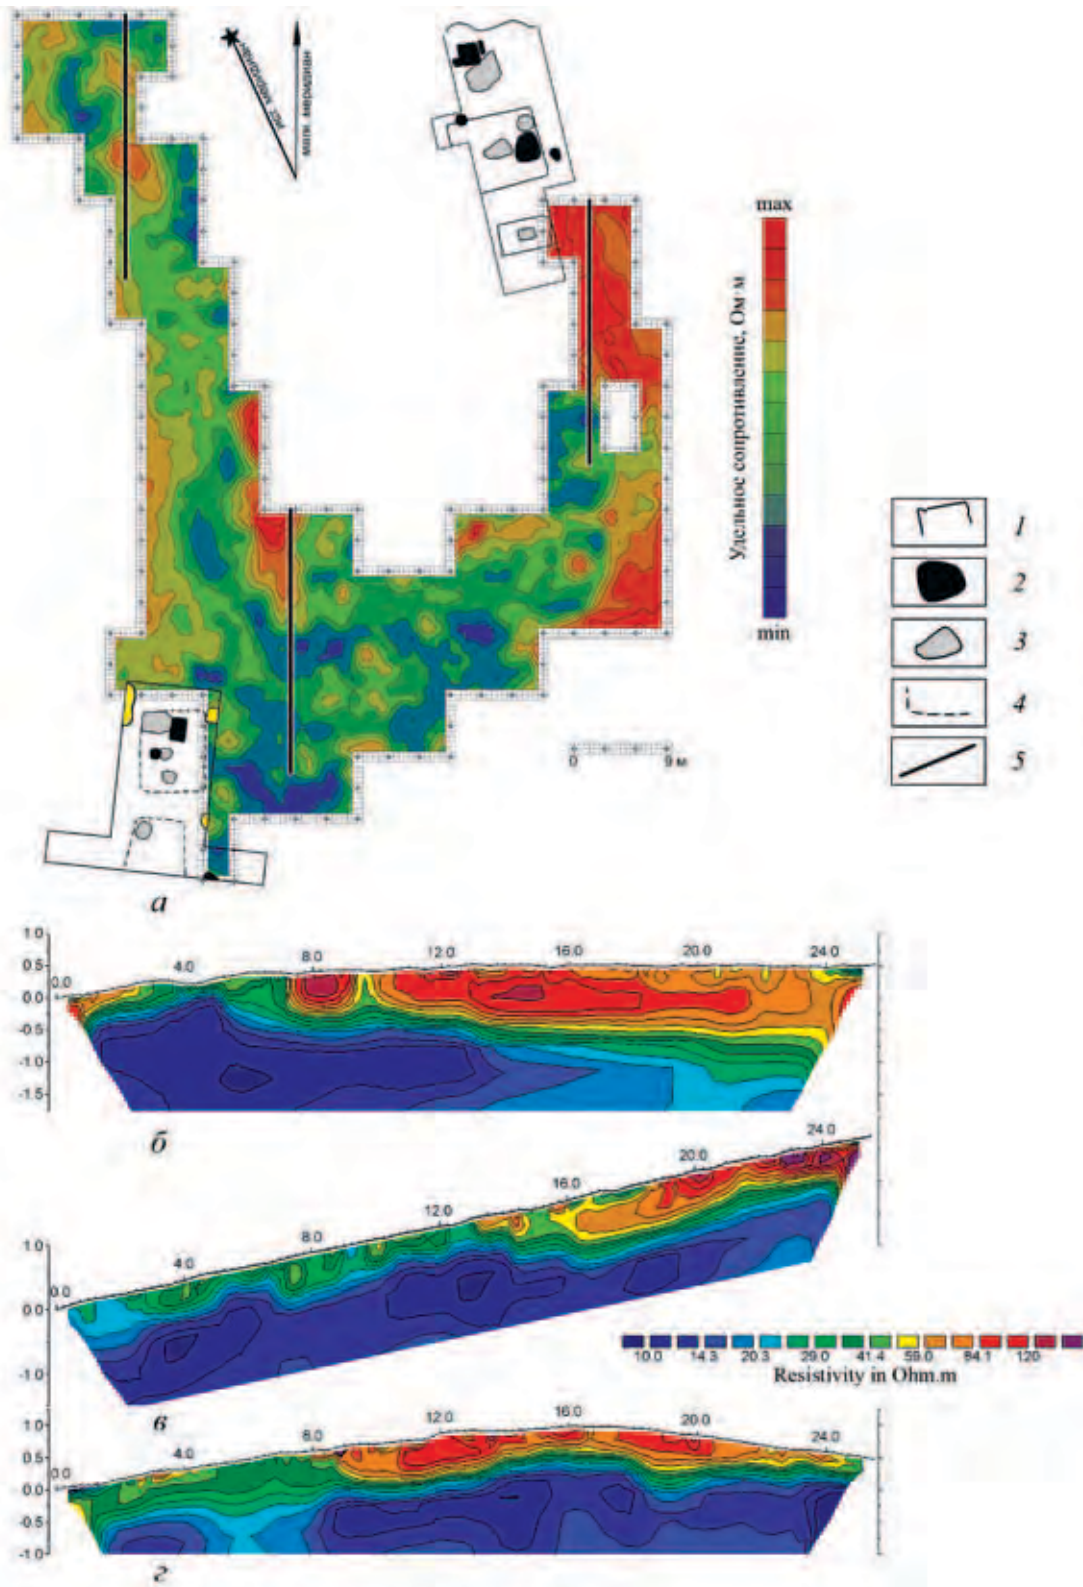 ист. меридиан
магн. меридиан
max
Удельное сопротивление, Ом·м
min
1
2
3
4
5
0 9 м
а
1.0
0.5
0.0
-0.5
-1.0
-1.5
0.0 4.0 8.0 12.0 16.0 20.0 24.0
б
1.0
0.0
-1.0
0.0 4.0 8.0 12.0 16.0 20.0 24.0
10.0 14.3 20.3 29.0 41.4 59.0 84.1 120
Resistivity in Ohm.m
в
1.0
0.5
0.0
-0.5
-1.0
0.0 4.0 8.0 12.0 16.0 20.0 24.0
г